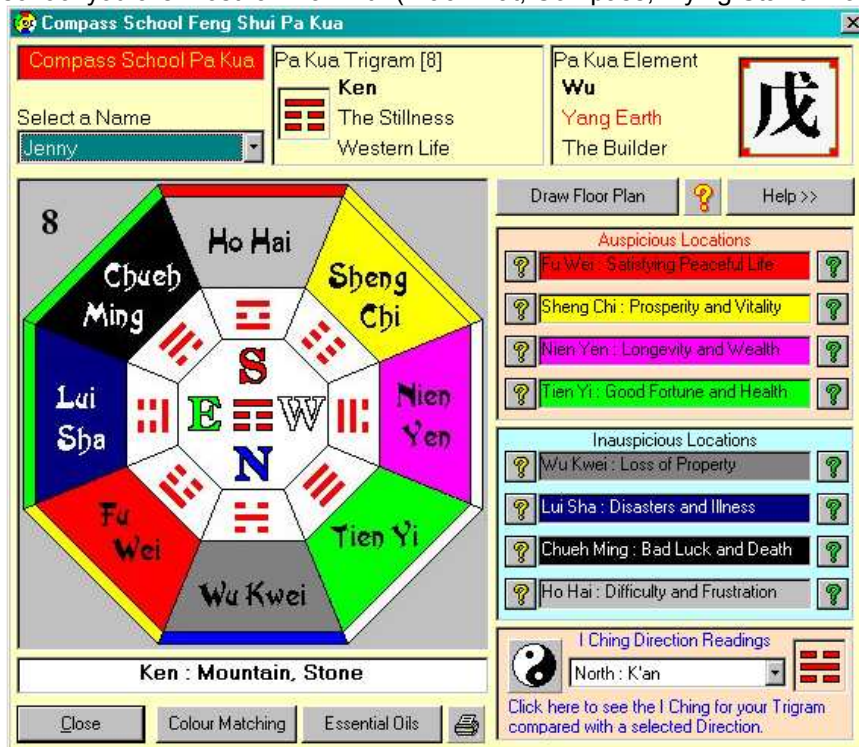 Compass School Feng Shui Pa Kua
Compass School Pa Kua
Select a Name
Jenny
Pa Kua Trigram [8]
Ken
The Stillness
Western Life
Pa Kua Element
Wu
Yang Earth
The Builder
戊
8
Ho Hai
Sheng
Chi
Nien
Yen
Tien Yi
Wu Kwei
Fu
Wei
Lui
Sha
Chueh
Ming
S
E
W
N
Ken : Mountain, Stone
Close
Colour Matching
Essential Oils
Draw Floor Plan
Help >>
Auspicious Locations
Fu Wei : Satisfying Peaceful Life
Sheng Chi : Prosperity and Vitality
Nien Yen : Longevity and Wealth
Tien Yi : Good Fortune and Health
Inauspicious Locations
Wu Kwei : Loss of Property
Lui Sha : Disasters and Illness
Chueh Ming : Bad Luck and Death
Ho Hai : Difficulty and Frustration
I Ching Direction Readings
North : K'an
Click here to see the I Ching for your Trigram
compared with a selected Direction.